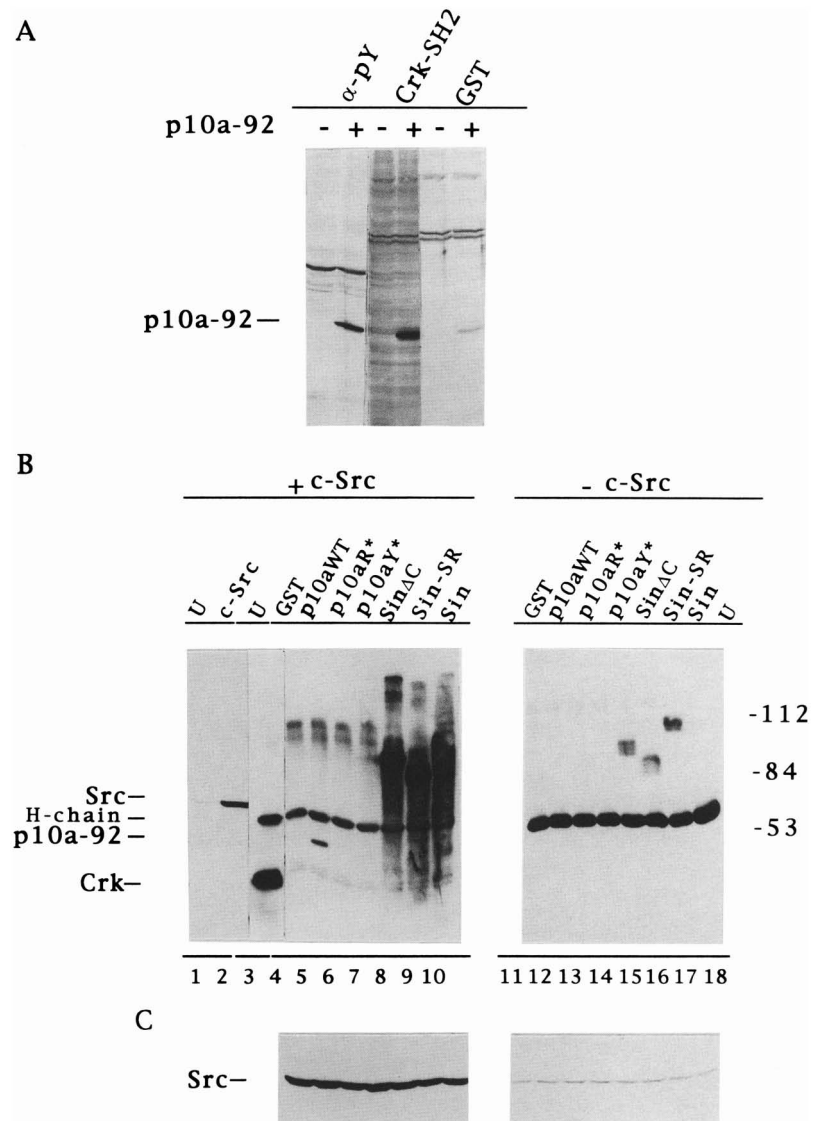 A
α-pY Crk-SH2 GST
p10a-92 - + - + - +
p10a-92—
B
+ c-Src - c-Src
U c-Src U GST p10aWT p10aR* p10aY* SinΔC Sin-SR Sin GST p10aWT p10aR* p10aY* SinΔC Sin-SR Sin U
-112
-84
Src—
H-chain—
p10a-92— -53
Crk—
1 2 3 4 5 6 7 8 9 10 11 12 13 14 15 16 17 18
C
Src—